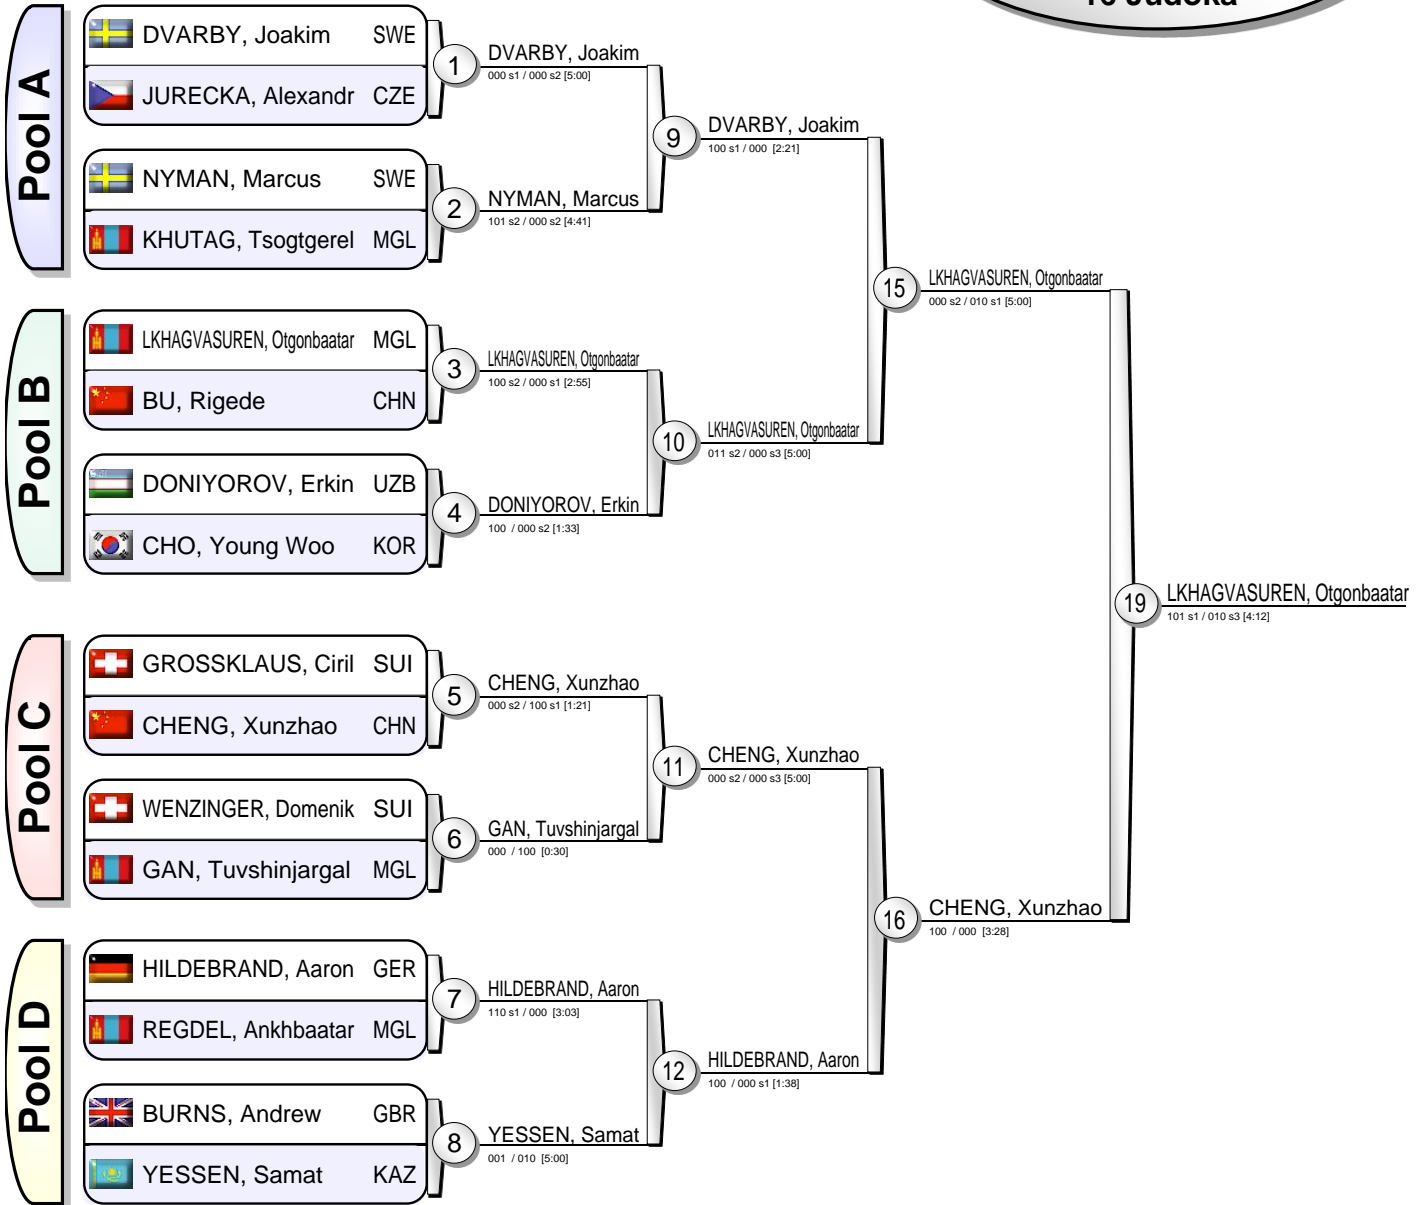 16 Judoka
Pool A
DVARBY, Joakim SWE
JURECKA, Alexandr CZE
NYMAN, Marcus SWE
KHUTAG, Tsogtgerel MGL
Pool B
LKHAGVASUREN, Otgonbaatar MGL
BU, Rigede CHN
DONIYOROV, Erkin UZB
CHO, Young Woo KOR
Pool C
GROSSKLAUS, Ciril SUI
CHENG, Xunzhao CHN
WENZINGER, Domenik SUI
GAN, Tuvshinjargal MGL
Pool D
HILDEBRAND, Aaron GER
REGDEL, Ankhbaatar MGL
BURNS, Andrew GBR
YESSEN, Samat KAZ
1
DVARBY, Joakim
000 s1 / 000 s2 [5:00]
2
NYMAN, Marcus
101 s2 / 000 s2 [4:41]
3
LKHAGVASUREN, Otgonbaatar
100 s2 / 000 s1 [2:55]
4
DONIYOROV, Erkin
100 / 000 s2 [1:33]
5
CHENG, Xunzhao
000 s2 / 100 s1 [1:21]
6
GAN, Tuvshinjargal
000 / 100 [0:30]
7
HILDEBRAND, Aaron
110 s1 / 000 [3:03]
8
YESSEN, Samat
001 / 010 [5:00]
9
DVARBY, Joakim
100 s1 / 000 [2:21]
10
LKHAGVASUREN, Otgonbaatar
011 s2 / 000 s3 [5:00]
11
CHENG, Xunzhao
000 s2 / 000 s3 [5:00]
12
HILDEBRAND, Aaron
100 / 000 s1 [1:38]
15
LKHAGVASUREN, Otgonbaatar
000 s2 / 010 s1 [5:00]
16
CHENG, Xunzhao
100 / 000 [3:28]
19
LKHAGVASUREN, Otgonbaatar
101 s1 / 010 s3 [4:12]